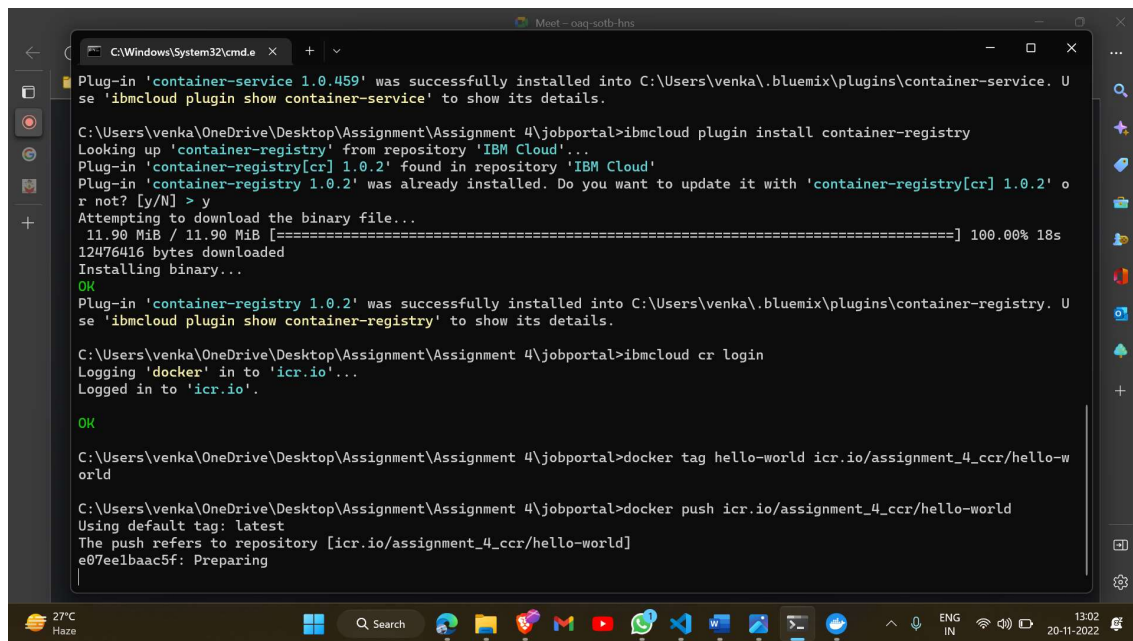 Meet – oaq-sotb-hns
C:\Windows\System32\cmd.e
Plug-in 'container-service 1.0.459' was successfully installed into C:\Users\venka\.bluemix\plugins\container-service. U
se 'ibmcloud plugin show container-service' to show its details.
C:\Users\venka\OneDrive\Desktop\Assignment\Assignment 4\jobportal>ibmcloud plugin install container-registry
Looking up 'container-registry' from repository 'IBM Cloud'...
Plug-in 'container-registry[cr] 1.0.2' found in repository 'IBM Cloud'
Plug-in 'container-registry 1.0.2' was already installed. Do you want to update it with 'container-registry[cr] 1.0.2' o
r not? [y/N] > y
Attempting to download the binary file...
11.90 MiB / 11.90 MiB [==================================================================================] 100.00% 18s
12476416 bytes downloaded
Installing binary...
OK
Plug-in 'container-registry 1.0.2' was successfully installed into C:\Users\venka\.bluemix\plugins\container-registry. U
se 'ibmcloud plugin show container-registry' to show its details.
C:\Users\venka\OneDrive\Desktop\Assignment\Assignment 4\jobportal>ibmcloud cr login
Logging 'docker' in to 'icr.io'...
Logged in to 'icr.io'.
OK
C:\Users\venka\OneDrive\Desktop\Assignment\Assignment 4\jobportal>docker tag hello-world icr.io/assignment_4_ccr/hello-w
orld
C:\Users\venka\OneDrive\Desktop\Assignment\Assignment 4\jobportal>docker push icr.io/assignment_4_ccr/hello-world
Using default tag: latest
The push refers to repository [icr.io/assignment_4_ccr/hello-world]
e07ee1baac5f: Preparing
27°C
Haze
Search
ENG
IN
13:02
20-11-2022